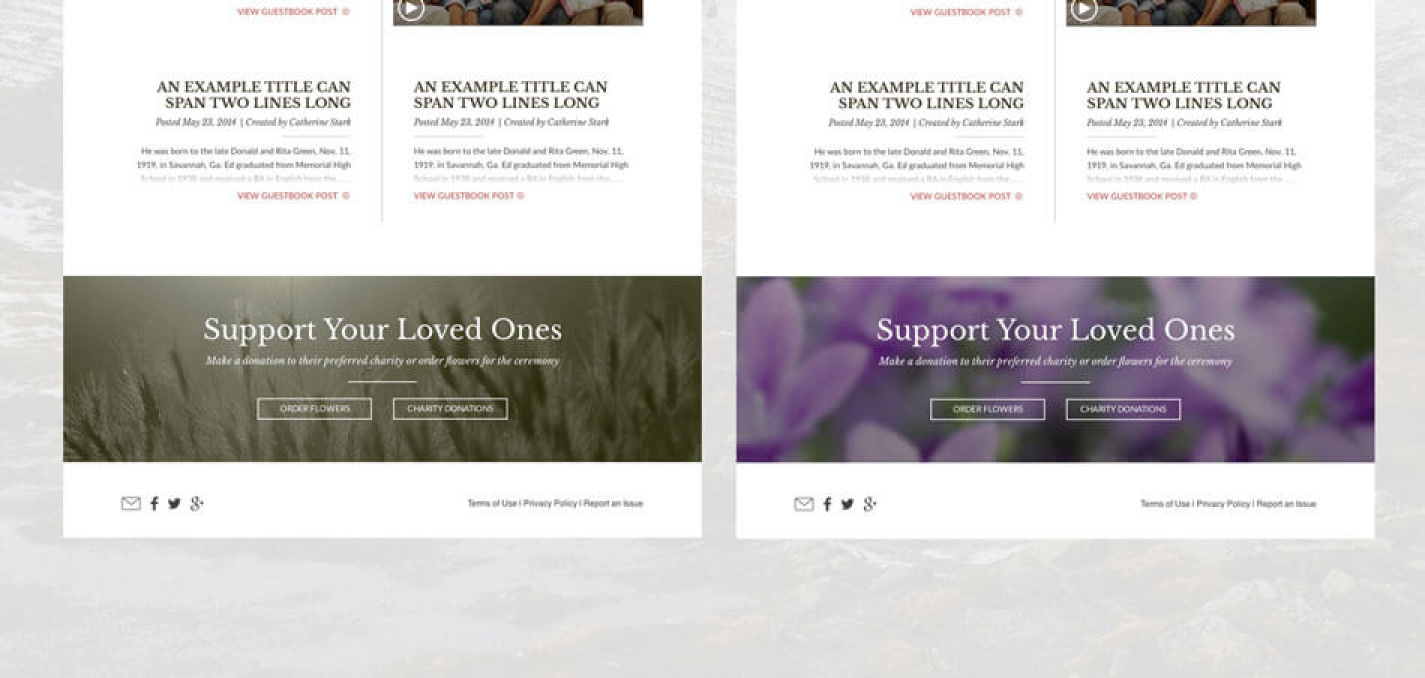 VIEW GUESTBOOK POST
AN EXAMPLE TITLE CAN
SPAN TWO LINES LONG
Posted May 23, 2014 | Created by Catherine Stark
He was born to the late Donald and Rita Green, Nov. 11,
1919, in Savannah, Ga. Ed graduated from Memorial High
School in 1938 and received a BA in English from the....
VIEW GUESTBOOK POST
AN EXAMPLE TITLE CAN
SPAN TWO LINES LONG
Posted May 23, 2014 | Created by Catherine Stark
He was born to the late Donald and Rita Green, Nov. 11,
1919, in Savannah, Ga. Ed graduated from Memorial High
School in 1938 and received a BA in English from the....
VIEW GUESTBOOK POST
Support Your Loved Ones
Make a donation to their preferred charity or order flowers for the ceremony
ORDER FLOWERS
CHARITY DONATIONS
Terms of Use | Privacy Policy | Report an Issue
VIEW GUESTBOOK POST
AN EXAMPLE TITLE CAN
SPAN TWO LINES LONG
Posted May 23, 2014 | Created by Catherine Stark
He was born to the late Donald and Rita Green, Nov. 11,
1919, in Savannah, Ga. Ed graduated from Memorial High
School in 1938 and received a BA in English from the....
VIEW GUESTBOOK POST
AN EXAMPLE TITLE CAN
SPAN TWO LINES LONG
Posted May 23, 2014 | Created by Catherine Stark
He was born to the late Donald and Rita Green, Nov. 11,
1919, in Savannah, Ga. Ed graduated from Memorial High
School in 1938 and received a BA in English from the....
VIEW GUESTBOOK POST
Support Your Loved Ones
Make a donation to their preferred charity or order flowers for the ceremony
ORDER FLOWERS
CHARITY DONATIONS
Terms of Use | Privacy Policy | Report an Issue